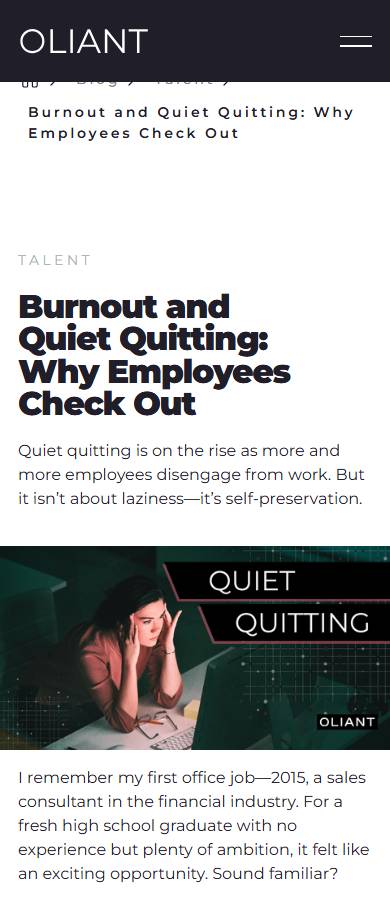 OLIANT
Blog Talent
Burnout and Quiet Quitting: Why
Employees Check Out
TALENT
Burnout and
Quiet Quitting:
Why Employees
Check Out
Quiet quitting is on the rise as more and
more employees disengage from work. But
it isn’t about laziness—it’s self-preservation.
QUIET
QUITTING
OLIANT
I remember my first office job—2015, a sales
consultant in the financial industry. For a
fresh high school graduate with no
experience but plenty of ambition, it felt like
an exciting opportunity. Sound familiar?